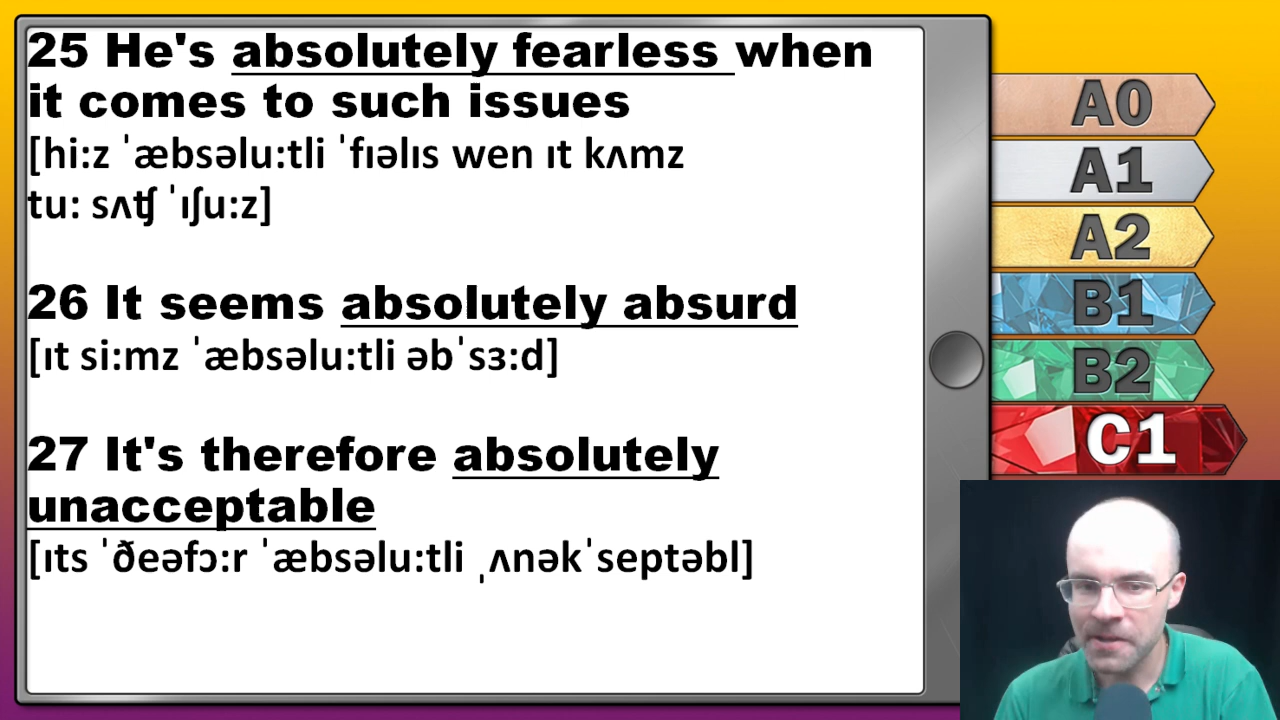 25 He's absolutely fearless when
it comes to such issues
[hi:z ˈæbsəlu:tli ˈfɪəlɪs wen ɪt kʌmz
tu: sʌʧ ˈɪʃu:z]
26 It seems absolutely absurd
[ɪt si:mz ˈæbsəlu:tli əbˈsɜ:d]
27 It's therefore absolutely
unacceptable
[ɪts ˈðeəfɔ:r ˈæbsəlu:tli ˌʌnəkˈseptəbl]
A0
A1
A2
B1
B2
C1